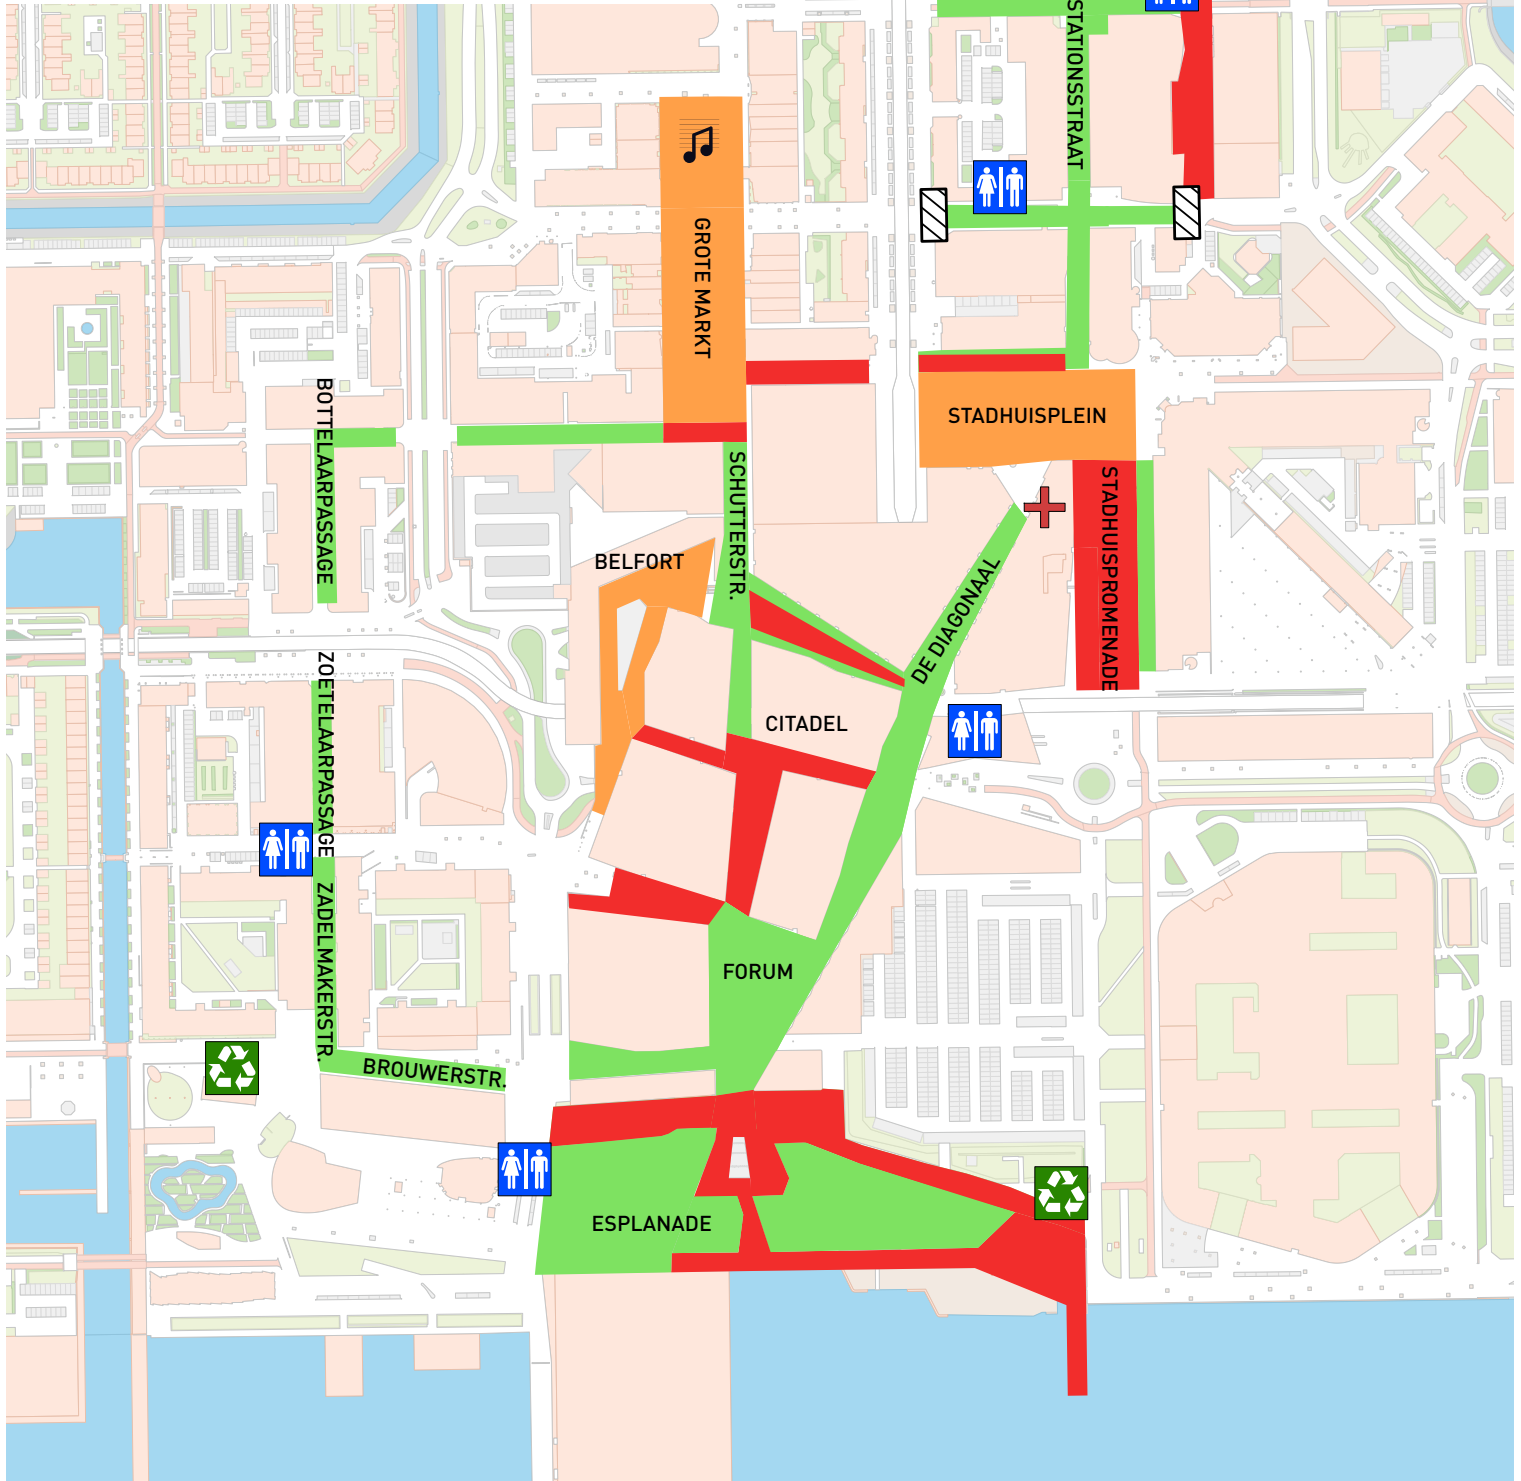 STATIONSSTRAAT
GROTE MARKT
STADHUISPLEIN
BOTTELAARPASSAGE
SCHUTTERSTR.
STADHUISPROMENADE
BELFORT
DE DIAGONAAL
ZOETELAARPASSAGE
CITADEL
ZADELMAKERSTR.
FORUM
BROUWERSTR.
ESPLANADE